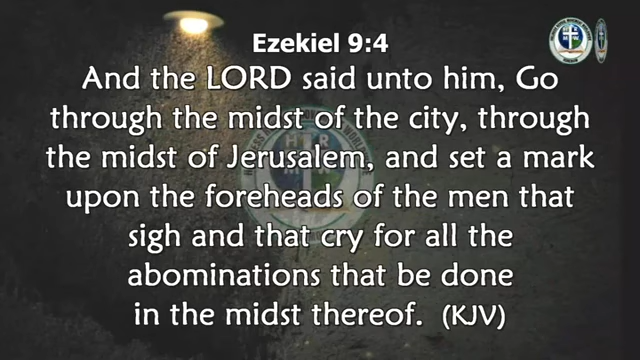 Ezekiel 9:4
And the LORD said unto him, Go
through the midst of the city, through
the midst of Jerusalem, and set a mark
upon the foreheads of the men that
sigh and that cry for all the
abominations that be done
in the midst thereof. (KJV)